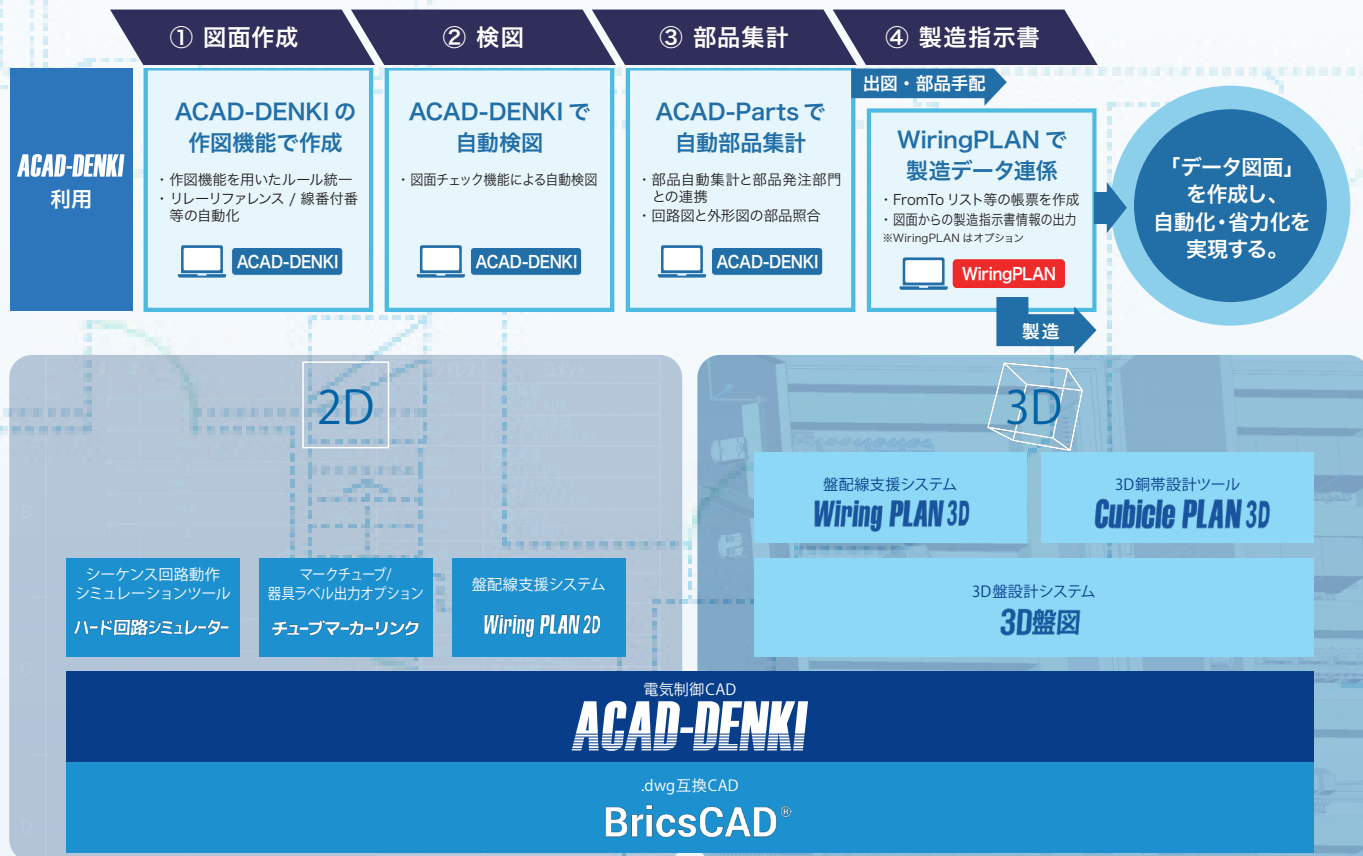 ① 図面作成
② 検図
③ 部品集計
④ 製造指示書
ACAD-DENKI
利用
ACAD-DENKI の
作図機能で作成
・作図機能を用いたルール統一
・リレーリファレンス / 線番付番
等の自動化
ACAD-DENKI
ACAD-DENKI で
自動検図
・図面チェック機能による自動検図
ACAD-DENKI
ACAD-Parts で
自動部品集計
・部品自動集計と部品発注部門
との連携
・回路図と外形図の部品照合
ACAD-DENKI
出図・部品手配
WiringPLAN で
製造データ連係
・FromTo リスト等の帳票を作成
・図面からの製造指示書情報の出力
※WiringPLAN はオプション
WiringPLAN
製造
「データ図面」
を作成し、
自動化・省力化を
実現する。
2D
3D
盤配線支援システム
Wiring PLAN 3D
3D銅帯設計ツール
Cubicle PLAN 3D
シーケンス回路動作
シミュレーションツール
ハード回路シミュレーター
マークチューブ/
器具ラベル出力オプション
チューブマーカーリンク
盤配線支援システム
Wiring PLAN 2D
3D盤設計システム
3D盤図
電気制御CAD
ACAD-DENKI
.dwg互換CAD
BricsCAD®